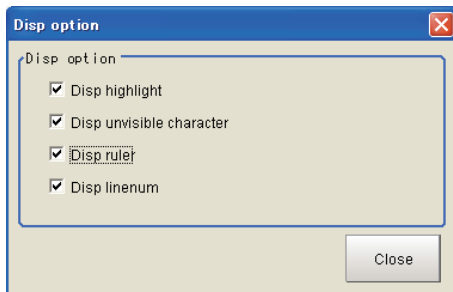 Disp option
Disp option
Disp highlight
Disp unvisible character
Disp ruler
Disp linenum
Close